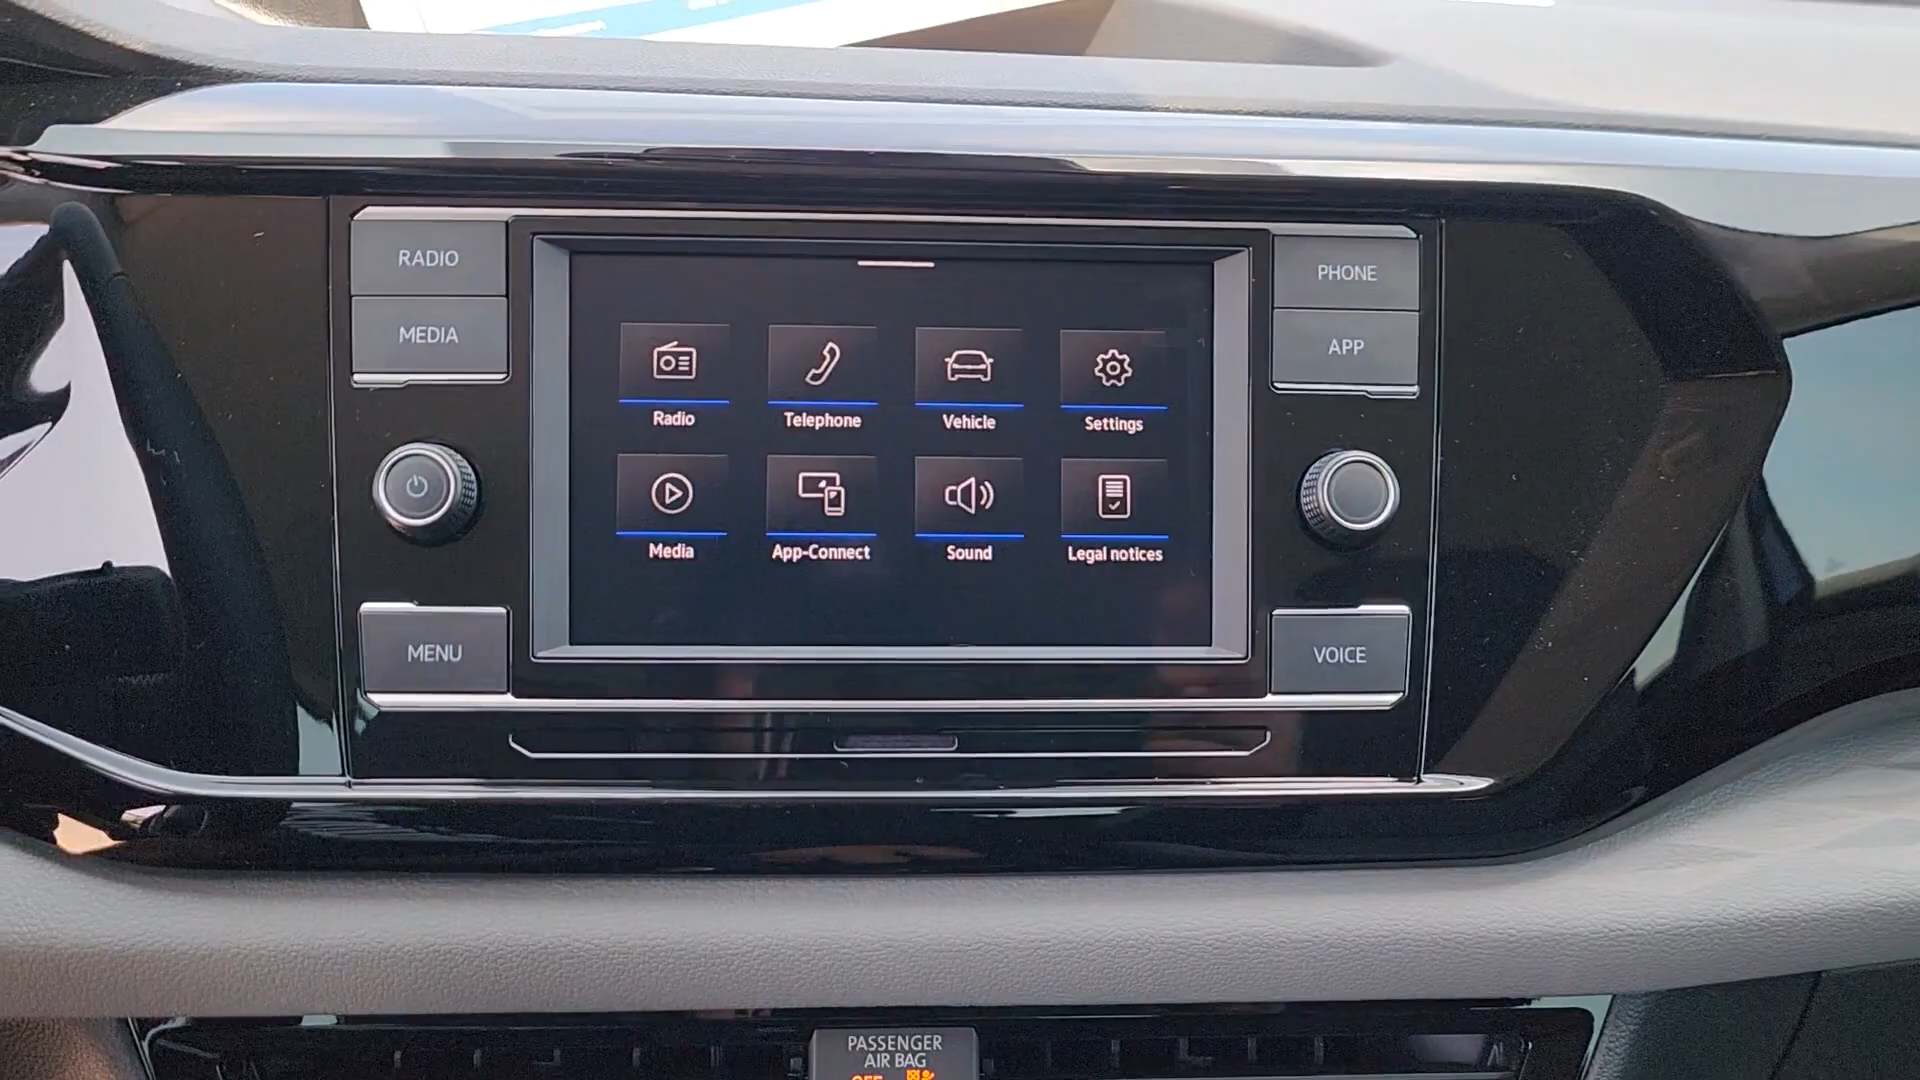 RADIO
PHONE
MEDIA
APP
Radio
Telephone
Vehicle
Settings
Media
App-Connect
Sound
Legal notices
MENU
VOICE
PASSENGER
AIR BAG
OFF